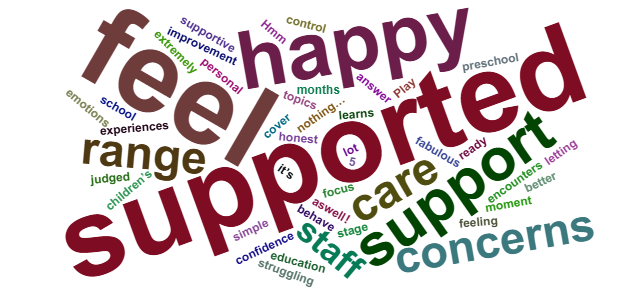 supportive
Hmm
control
improvement
extremely
personal
happy
feel
preschool
emotions
school
months
answer
Play
topics
nothing...
experiences
cover
learns
honest
supported
range
lot
5
fabulous
ready
letting
judged
it's
children's
focus
care
support
encounters
better
moment
aswell!
behave
stage
feeling
simple
confidence
staff
concerns
education
struggling